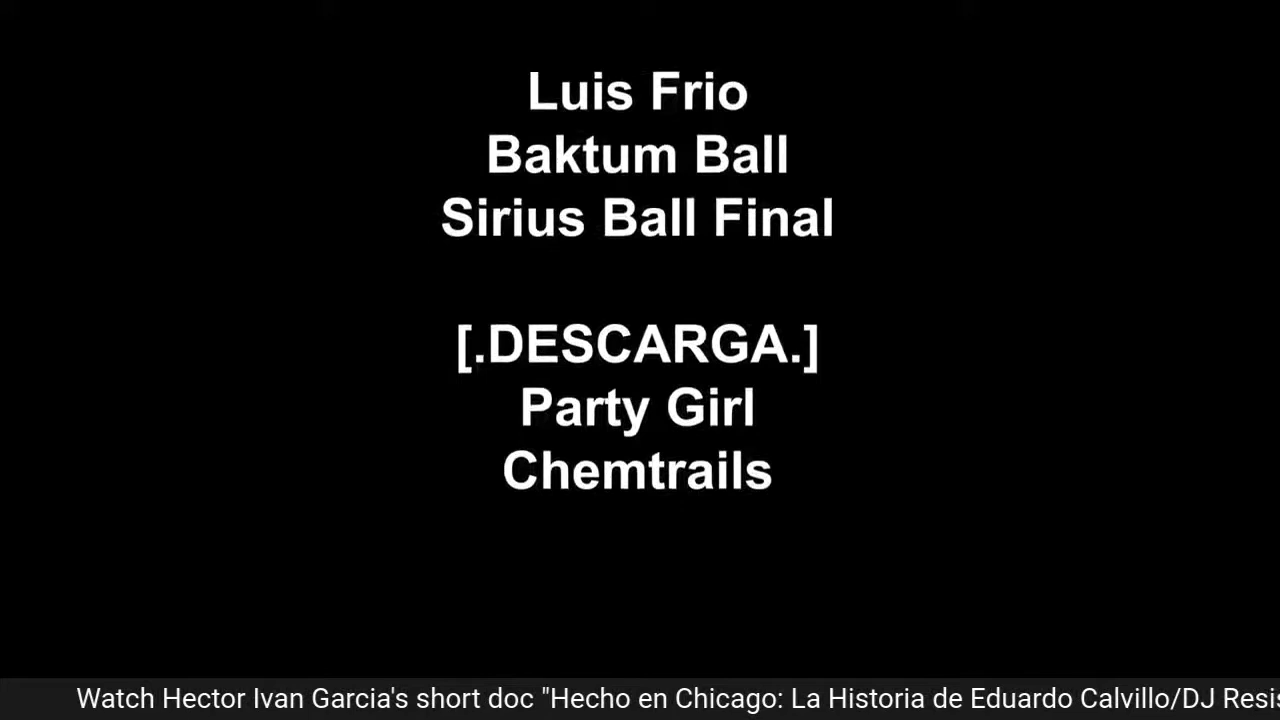 Luis Frio
Baktum Ball
Sirius Ball Final
[.DESCARGA.]
Party Girl
Chemtrails
Watch Hector Ivan Garcia's short doc "Hecho en Chicago: La Historia de Eduardo Calvillo/DJ